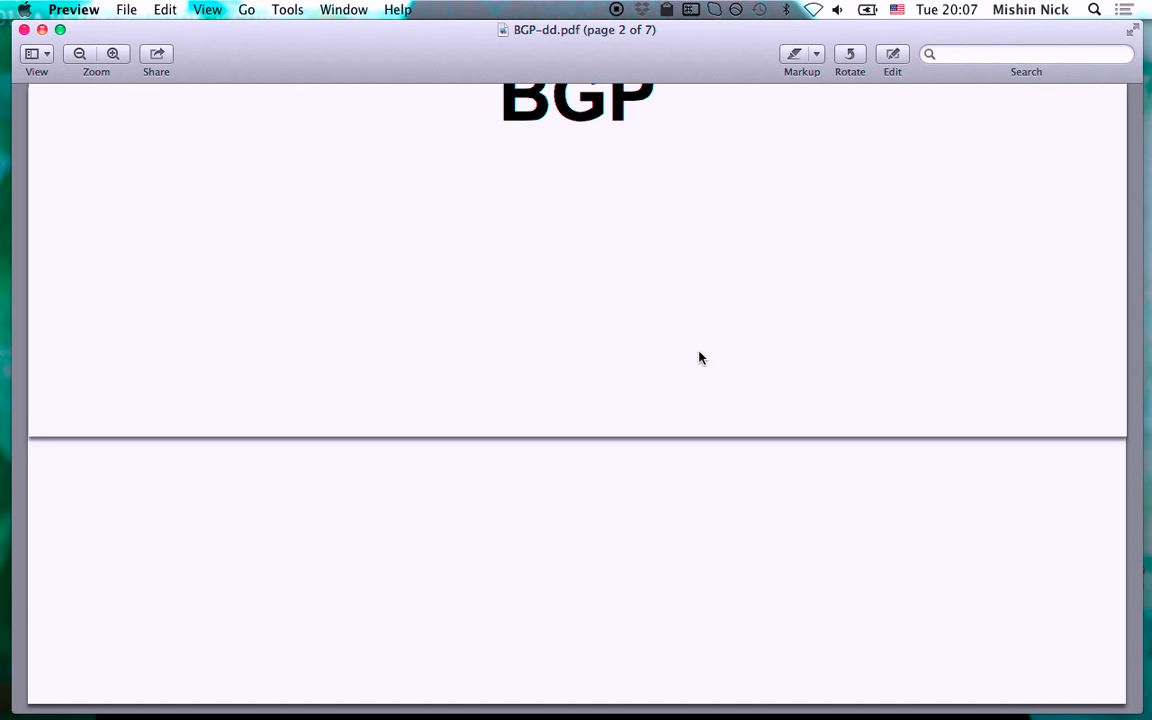 Preview File Edit View Go Tools Window Help Tue 20:07 Mishin Nick
BGP-dd.pdf (page 2 of 7)
View Zoom Share Markup Rotate Edit Search
BGP